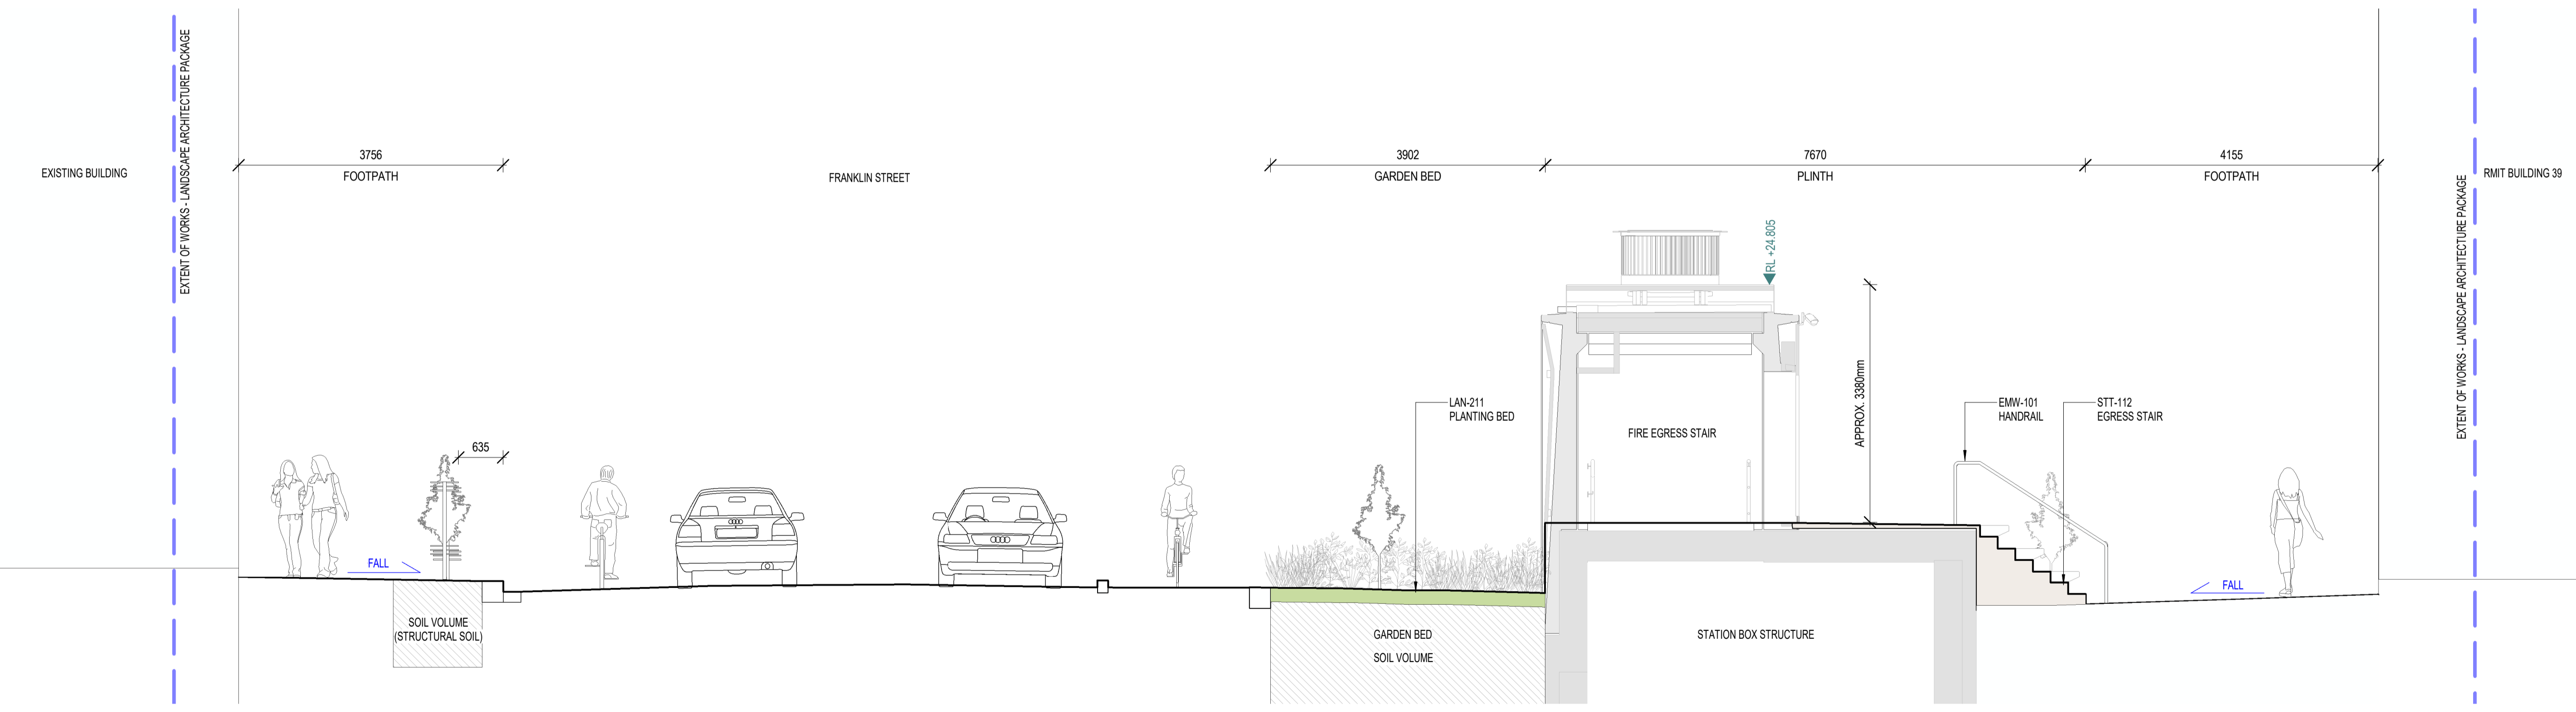 EXISTING BUILDING
EXTENT OF WORKS - LANDSCAPE ARCHITECTURE PACKAGE
3756
FOOTPATH
FRANKLIN STREET
3902
GARDEN BED
7670
PLINTH
4155
FOOTPATH
EXTENT OF WORKS - LANDSCAPE ARCHITECTURE PACKAGE
RMIT BUILDING 39
RL +24.805
APPROX. 3380mm
635
LAN-211
PLANTING BED
FIRE EGRESS STAIR
EMW-101
HANDRAIL
STT-112
EGRESS STAIR
FALL
FALL
SOIL VOLUME
(STRUCTURAL SOIL)
GARDEN BED
SOIL VOLUME
STATION BOX STRUCTURE